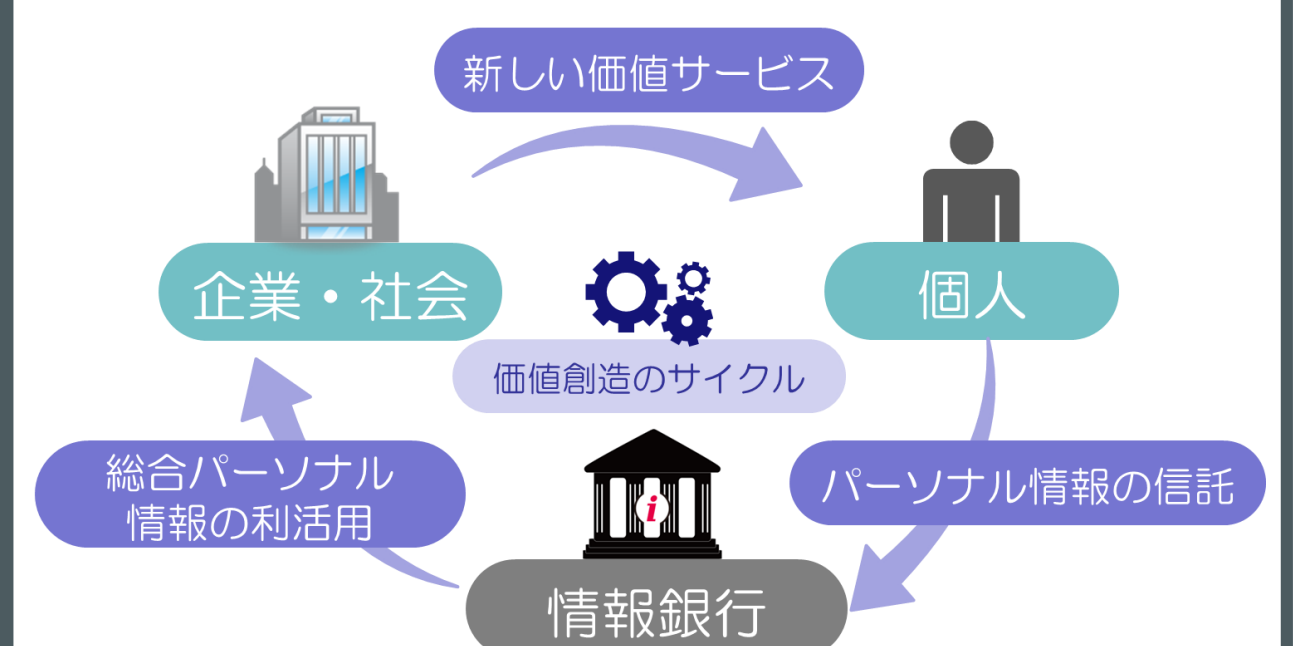 新しい価値サービス
企業・社会
個人
価値創造のサイクル
総合パーソナル
情報の利活用
パーソナル情報の信託
i
情報銀行